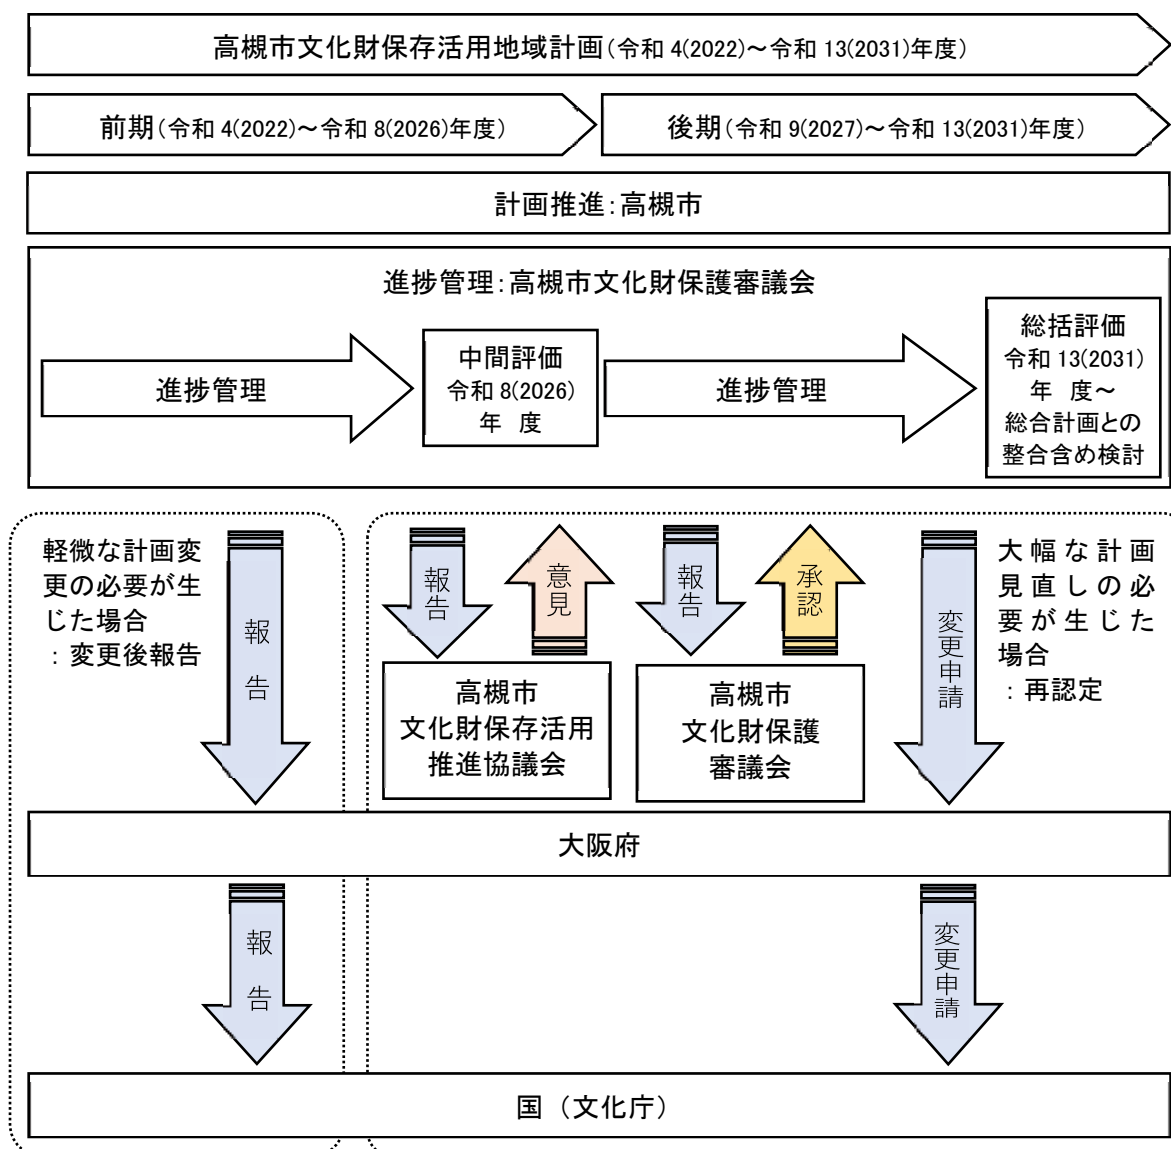 高槻市文化財保存活用地域計画(令和 4(2022)～令和 13(2031)年度)
前期(令和 4(2022)～令和 8(2026)年度)
後期(令和 9(2027)～令和 13(2031)年度)
計画推進:高槻市
進捗管理:高槻市文化財保護審議会
進捗管理
中間評価
令和 8(2026)
年 度
進捗管理
総括評価
令和 13(2031)
年 度～
総合計画との
整合含め検討
軽微な計画変
更の必要が生
じた場合
：変更後報告
報告
報告
意見
報告
承認
変更申請
大幅な計画
見直しの必
要が生じた
場合
：再認定
高槻市
文化財保存活用
推進協議会
高槻市
文化財保護
審議会
大阪府
報告
変更申請
国（文化庁）